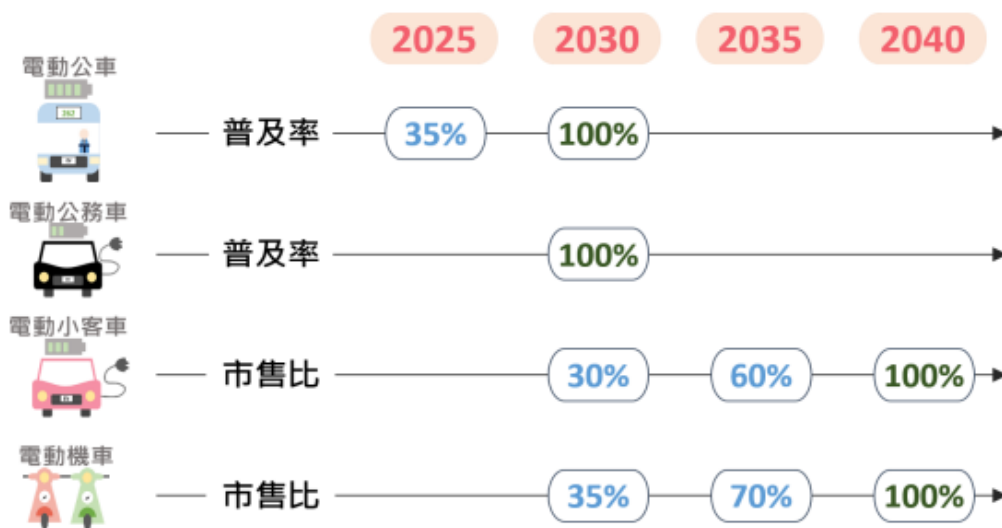 2025 2030 2035 2040
電動公車
262
普及率 35% 100%
電動公務車
普及率 100%
電動小客車
市售比 30% 60% 100%
電動機車
市售比 35% 70% 100%